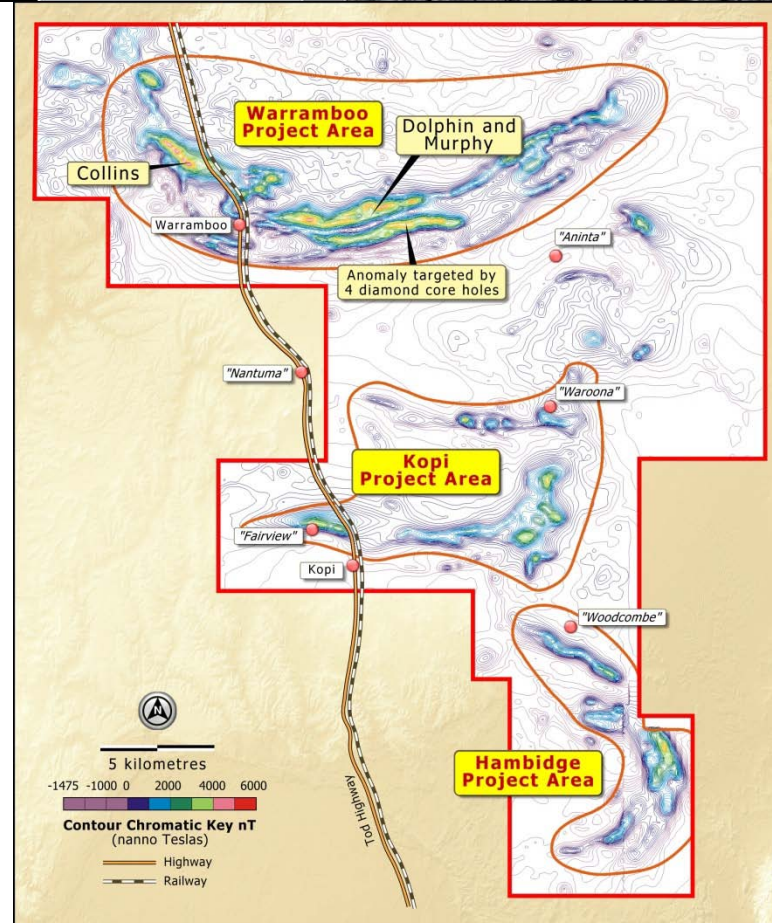 Warramboo
Project Area
Dolphin and
Murphy
Collins
Warramboo
"Aninta"
Anomaly targeted by
4 diamond core holes
"Nantuma"
"Waroona"
Kopi
Project Area
"Fairview"
Kopi
"Woodcombe"
N
5 kilometres
Hambidge
Project Area
-1475 -1000 0 2000 4000 6000
Contour Chromatic Key nT
(nanno Teslas)
Highway
Railway
Tod Highway